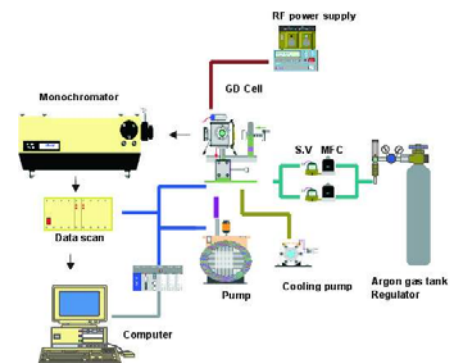 RF power supply
GD Cell
Monochromator
S.V MFC
Data scan
Pump
Cooling pump
Argon gas tank
Regulator
Computer